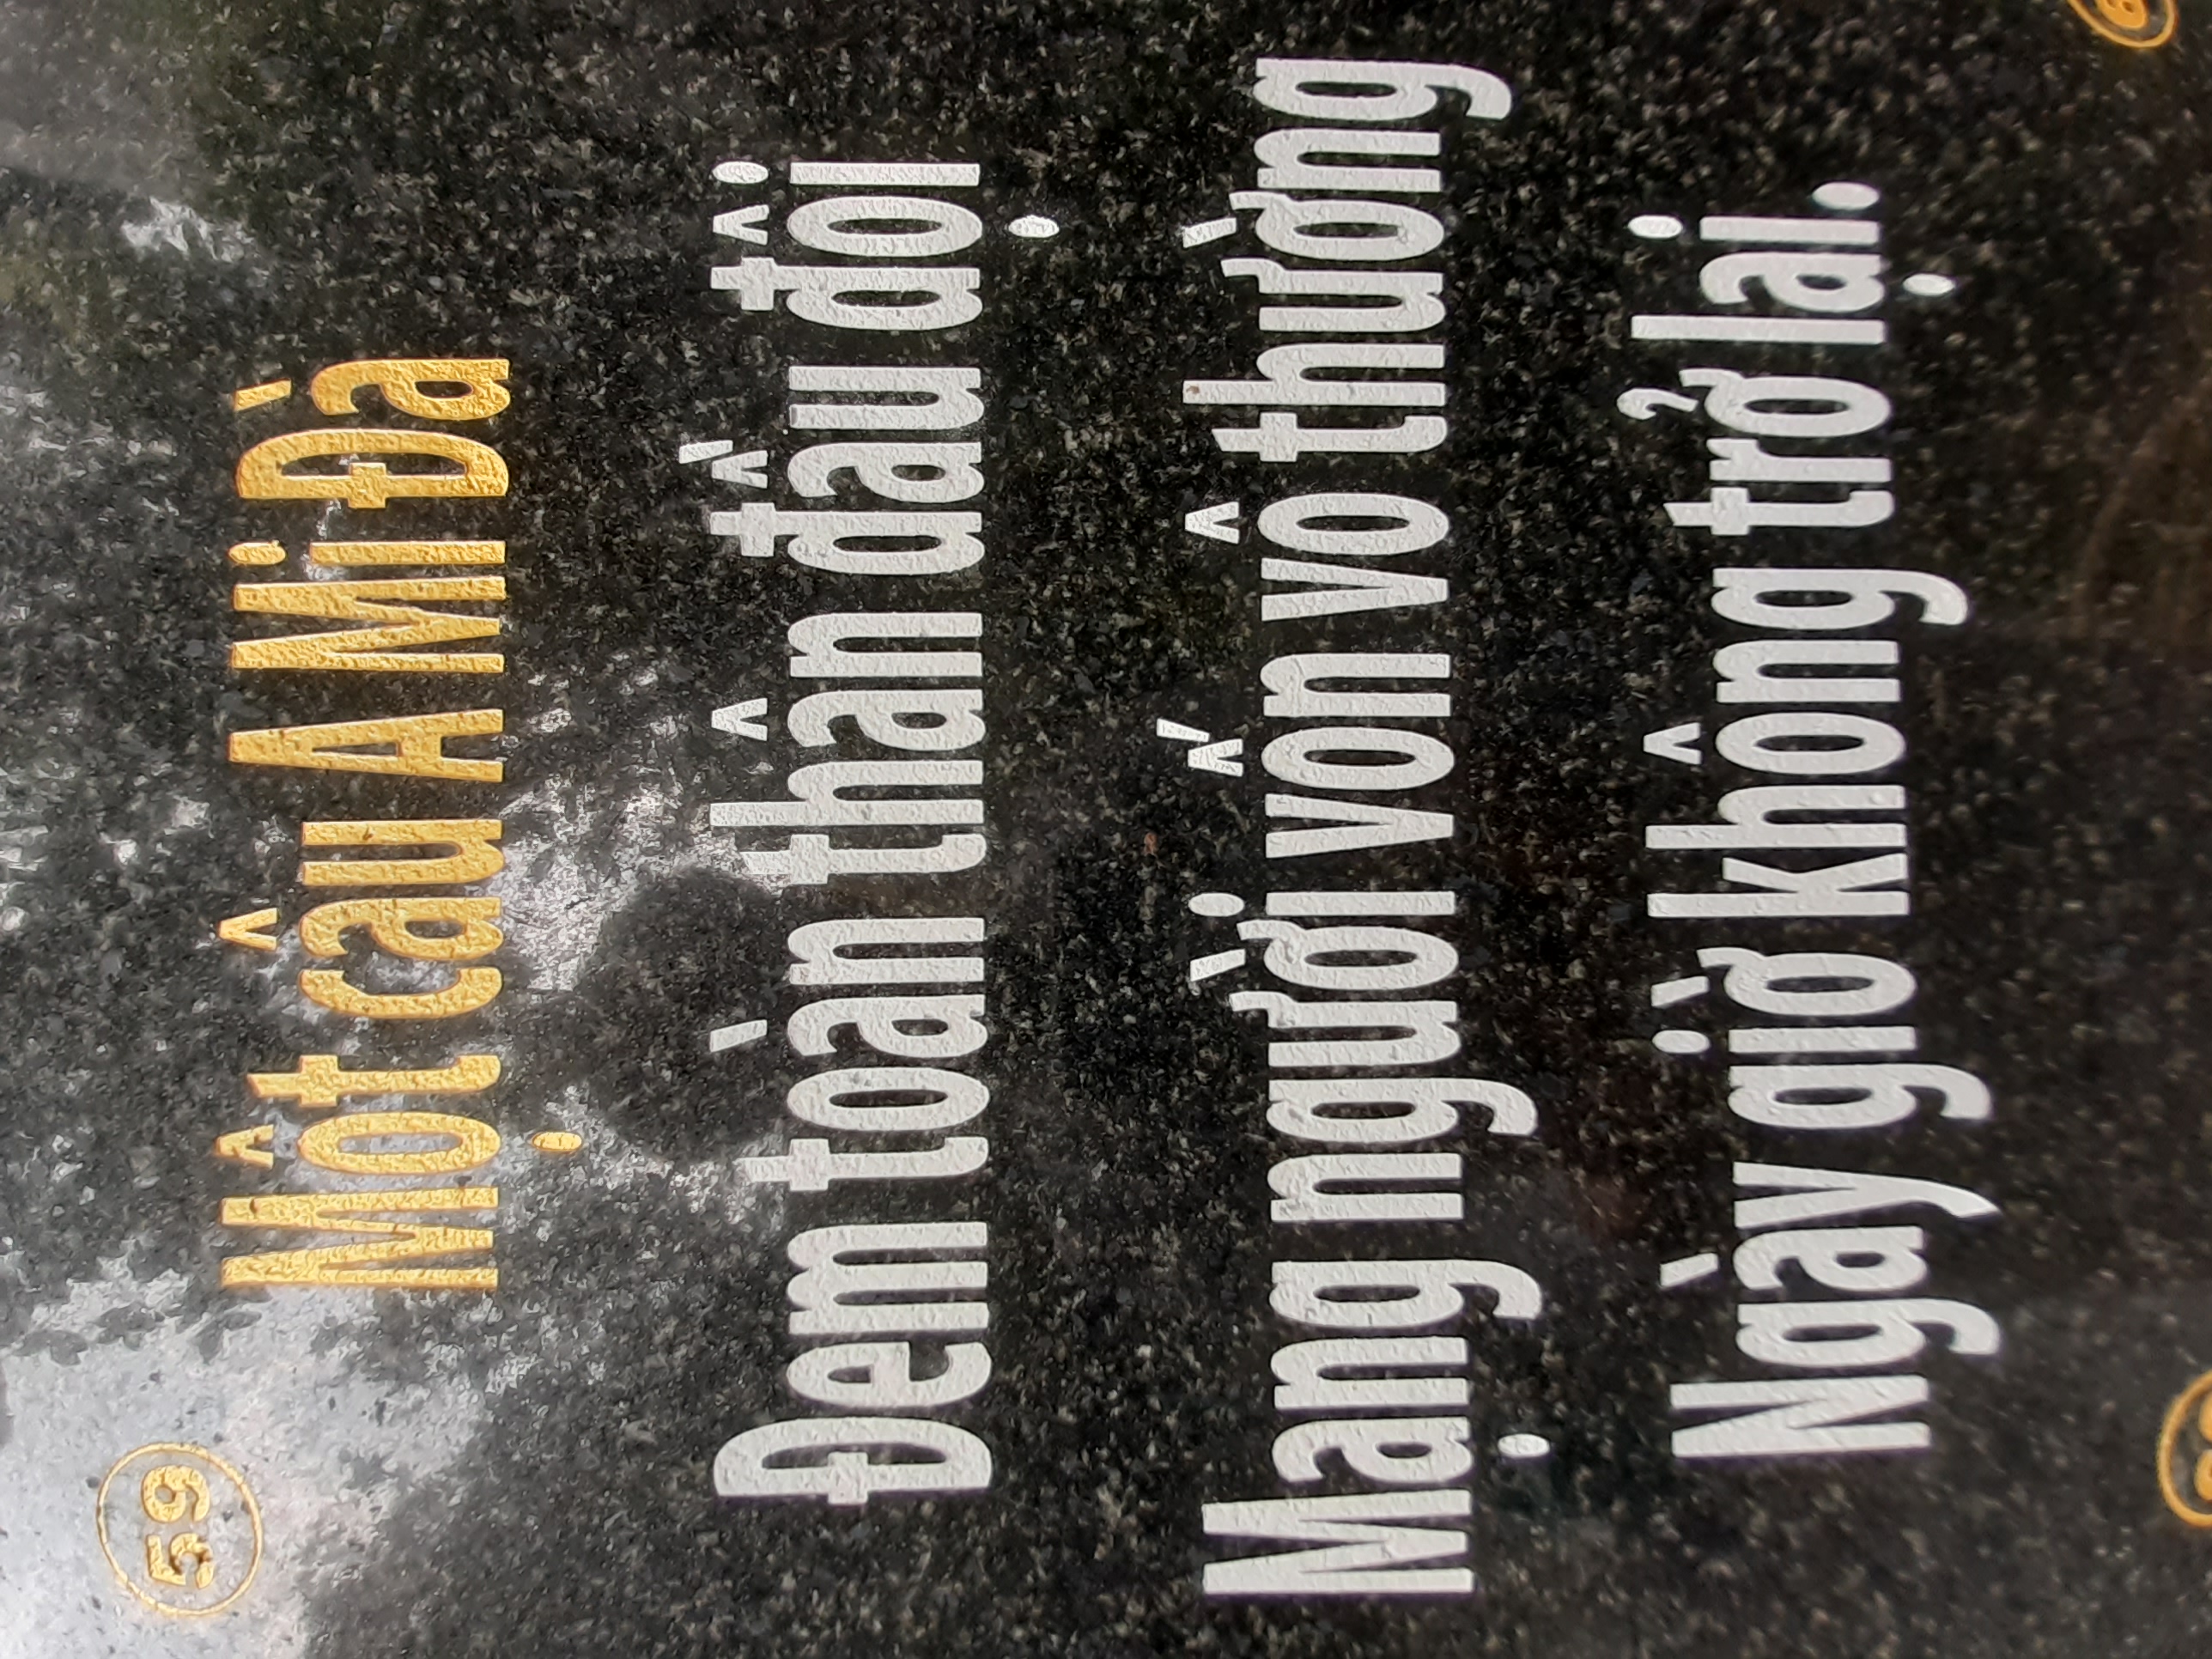 59
Một câu A Mi Đà
Đem toàn thân đầu đội
Mạng người vốn vô thường
Ngày giờ không trở lại.